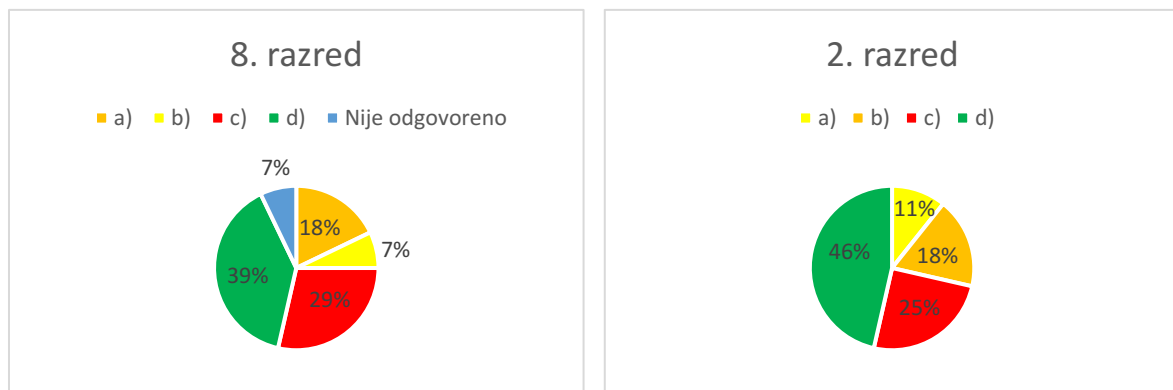 8. razred
a) b) c) d) Nije odgovoreno
7%
18%
7%
39%
29%
2. razred
a) b) c) d)
11%
46%
18%
25%